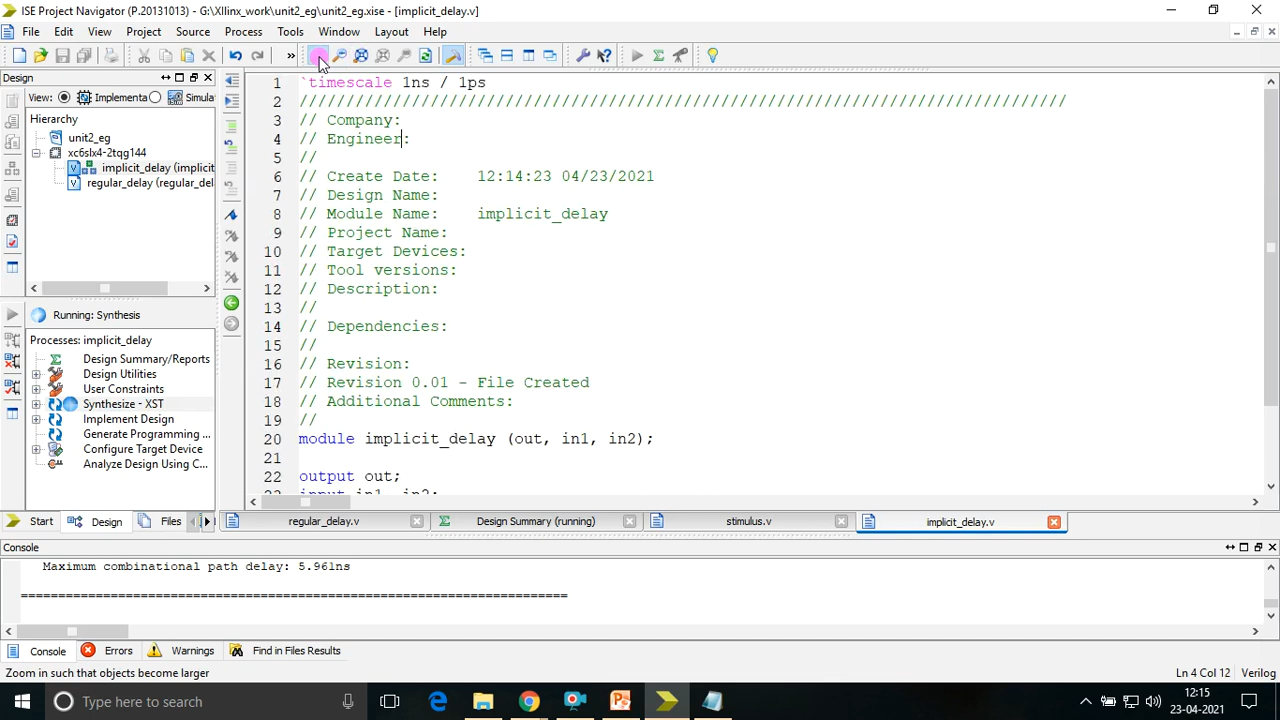 ISE Project Navigator (P.20131013) - G:\XIlinx_work\unit2_eg\unit2_eg.xise - [implicit_delay.v]
File Edit View Project Source Process Tools Window Layout Help
»
Design
View: Implementa Simula
Hierarchy
unit2_eg
xc6slx4-2tqg144
implicit_delay (implicit
regular_delay (regular_del
Running: Synthesis
Processes: implicit_delay
Design Summary/Reports
Design Utilities
User Constraints
Synthesize - XST
Implement Design
Generate Programming ...
Configure Target Device
Analyze Design Using C...
Start Design Files
1 `timescale 1ns / 1ps
2 //////////////////////////////////////////////////////////////////////////////////
3 // Company:
4 // Engineer:
5 //
6 // Create Date: 12:14:23 04/23/2021
7 // Design Name:
8 // Module Name: implicit_delay
9 // Project Name:
10 // Target Devices:
11 // Tool versions:
12 // Description:
13 //
14 // Dependencies:
15 //
16 // Revision:
17 // Revision 0.01 - File Created
18 // Additional Comments:
19 //
20 module implicit_delay (out, in1, in2);
21
22 output out;
23 input in1, in2;
regular_delay.v Design Summary (running) stimulus.v implicit_delay.v
Console
Maximum combinational path delay: 5.961ns
=========================================================================
Console Errors Warnings Find in Files Results
Zoom in such that objects become larger Ln 4 Col 12 Verilog
Type here to search
12:15
23-04-2021